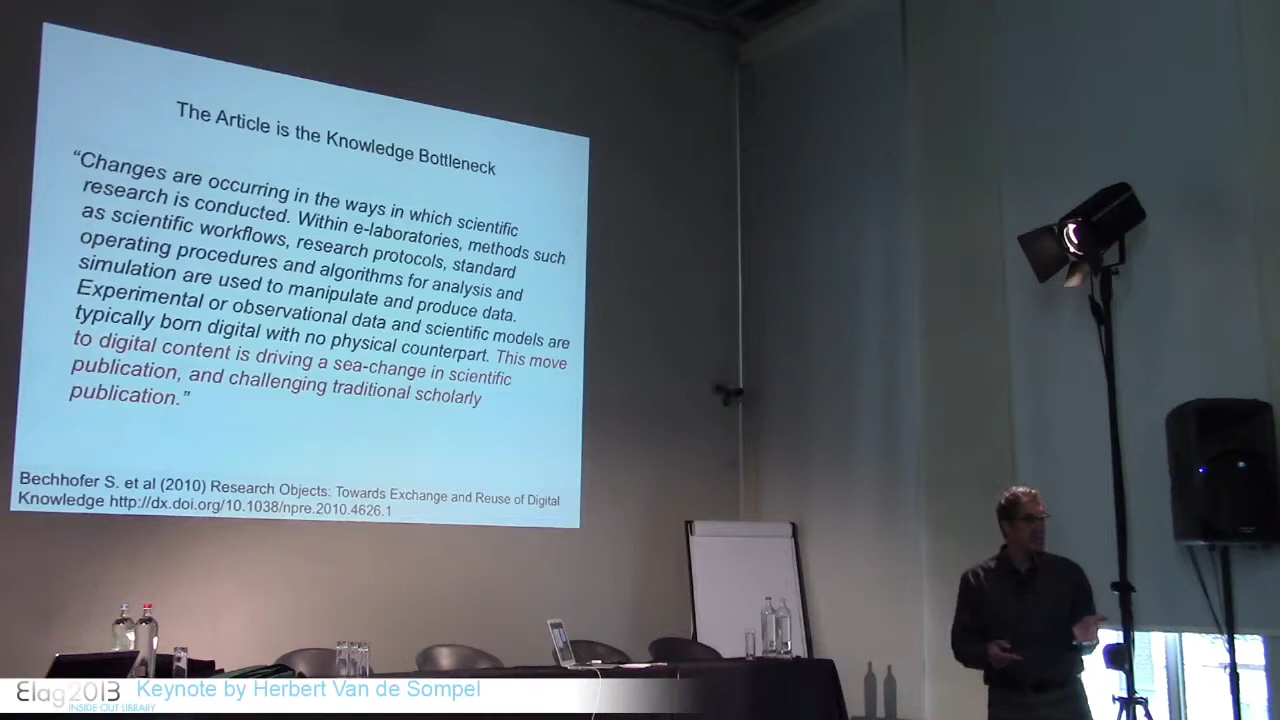 The Article is the Knowledge Bottleneck
“Changes are occurring in the ways in which scientific
research is conducted. Within e-laboratories, methods such
as scientific workflows, research protocols, standard
operating procedures and algorithms for analysis and
simulation are used to manipulate and produce data.
Experimental or observational data and scientific models are
typically born digital with no physical counterpart. This move
to digital content is driving a sea-change in scientific
publication, and challenging traditional scholarly
publication.”
Bechhofer S. et al (2010) Research Objects: Towards Exchange and Reuse of Digital
Knowledge http://dx.doi.org/10.1038/npre.2010.4626.1
Elag2013 Keynote by Herbert Van de Sompel
INSIDE OUT LIBRARY